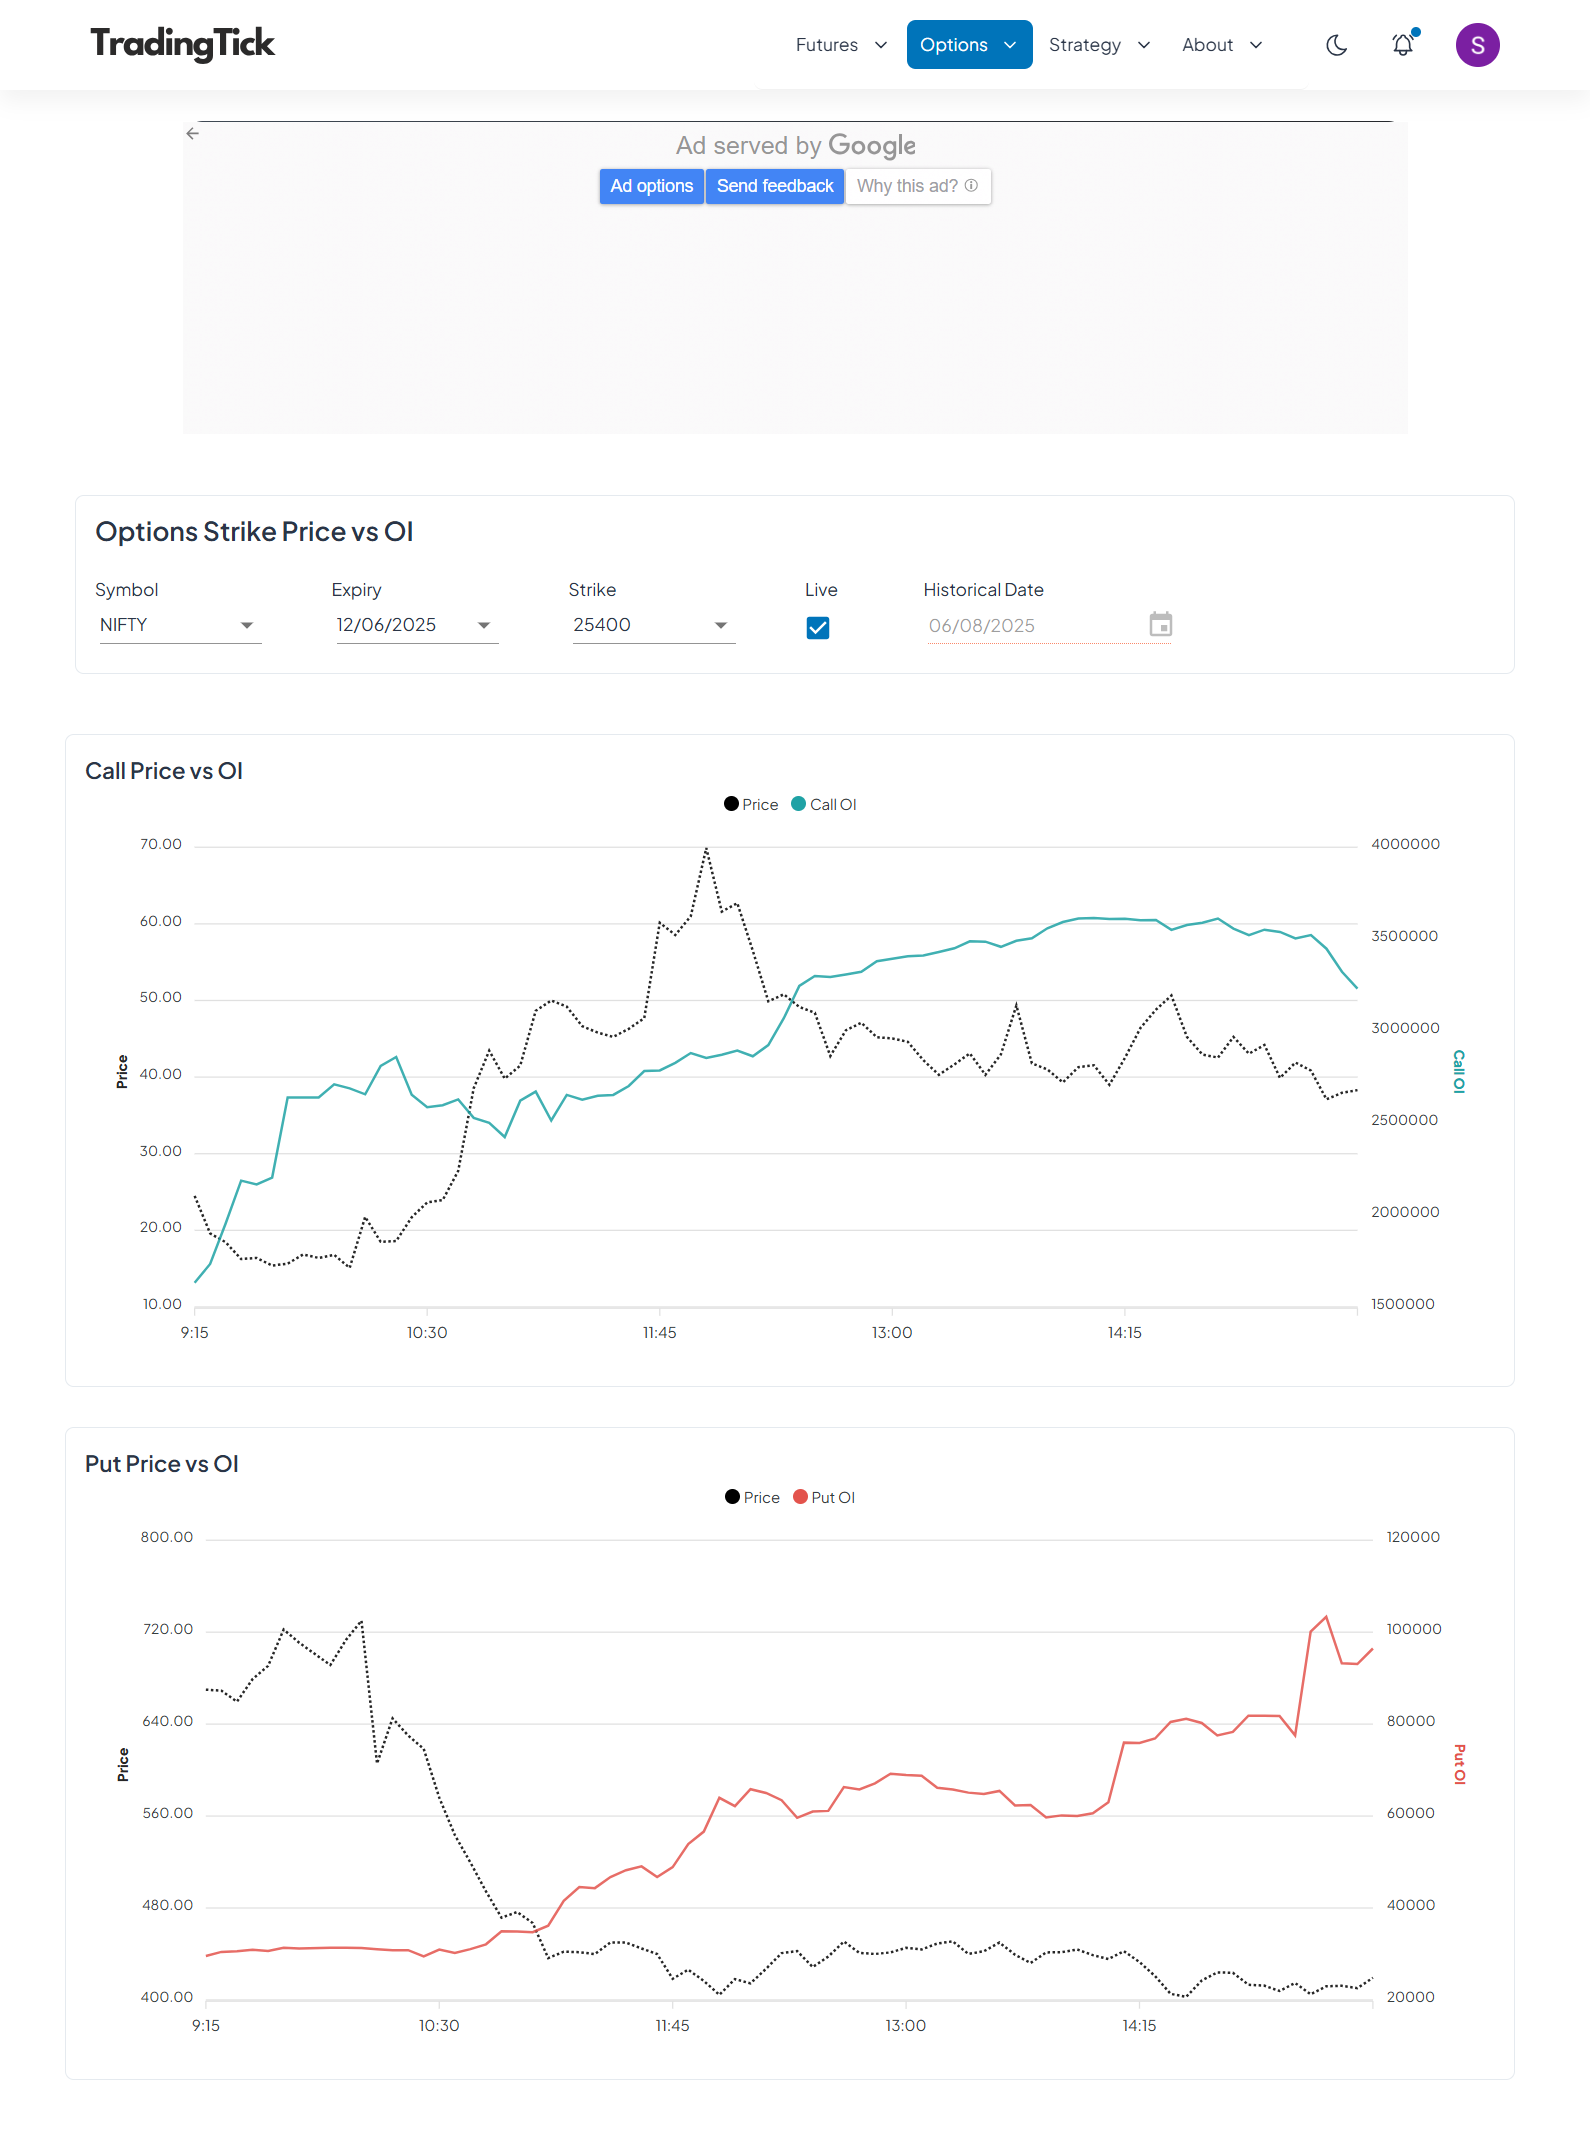 TradingTick
Futures Options Strategy About S
Ad served by Google
Ad options Send feedback Why this ad?
Options Strike Price vs OI
Symbol Expiry Strike Live Historical Date
NIFTY 12/06/2025 25400 06/08/2025
Call Price vs OI
Price Call OI
70.00 4000000
60.00 3500000
50.00 3000000
40.00 2500000
30.00 2000000
20.00 1500000
10.00
Price
Call OI
9:15 10:30 11:45 13:00 14:15
Put Price vs OI
Price Put OI
800.00 120000
720.00 100000
640.00 80000
560.00 60000
480.00 40000
400.00 20000
Price
Put OI
9:15 10:30 11:45 13:00 14:15